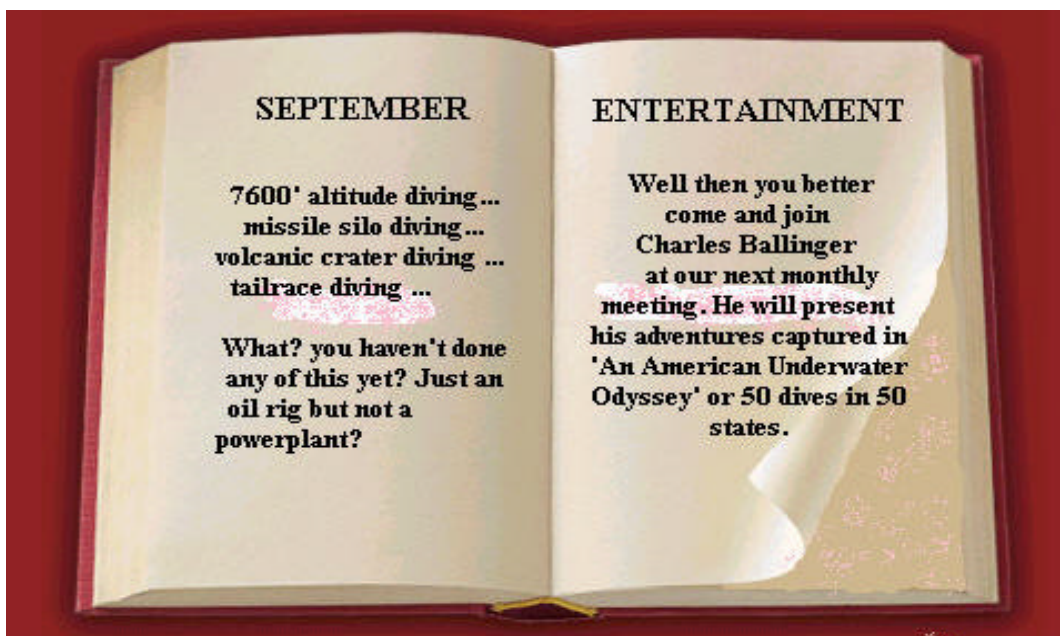 SEPTEMBER
7600' altitude diving...
missile silo diving...
volcanic crater diving ...
tailrace diving ...
What? you haven't done
any of this yet? Just an
oil rig but not a
powerplant?
ENTERTAINMENT
Well then you better
come and join
Charles Ballinger
at our next monthly
meeting. He will present
his adventures captured in
'An American Underwater
Odyssey' or 50 dives in 50
states.